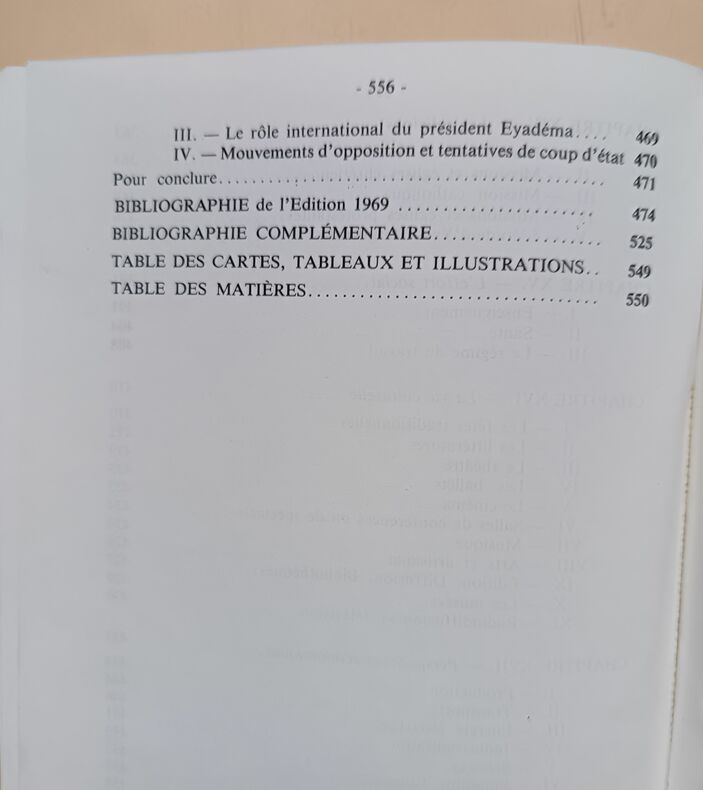 - 556 -
III. — Le rôle international du président Eyadéma.... 469
IV. — Mouvements d'opposition et tentatives de coup d'état 470
Pour conclure................................................ 471
BIBLIOGRAPHIE de l'Edition 1969 ........................ 474
BIBLIOGRAPHIE COMPLÉMENTAIRE.................... 525
TABLE DES CARTES, TABLEAUX ET ILLUSTRATIONS.. 549
TABLE DES MATIÈRES.................................. 550